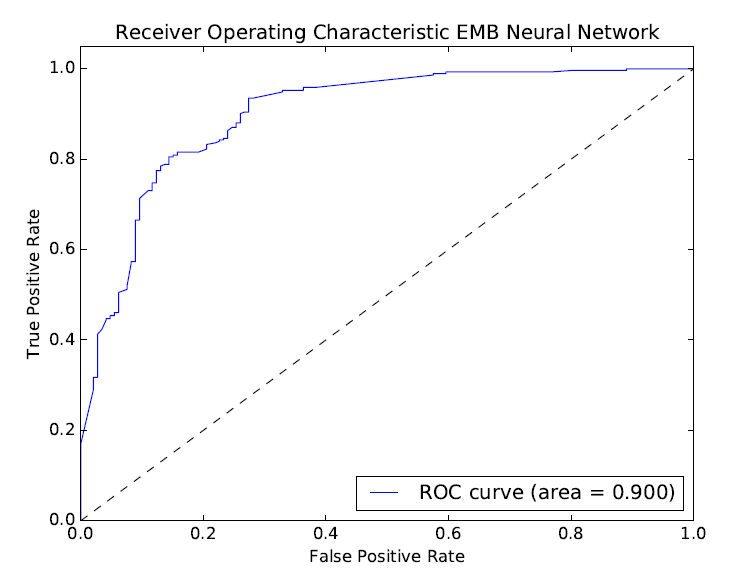 Receiver Operating Characteristic EMB Neural Network
1.0
0.8
0.6
0.4
0.2
0.0
True Positive Rate
ROC curve (area = 0.900)
0.0 0.2 0.4 0.6 0.8 1.0
False Positive Rate